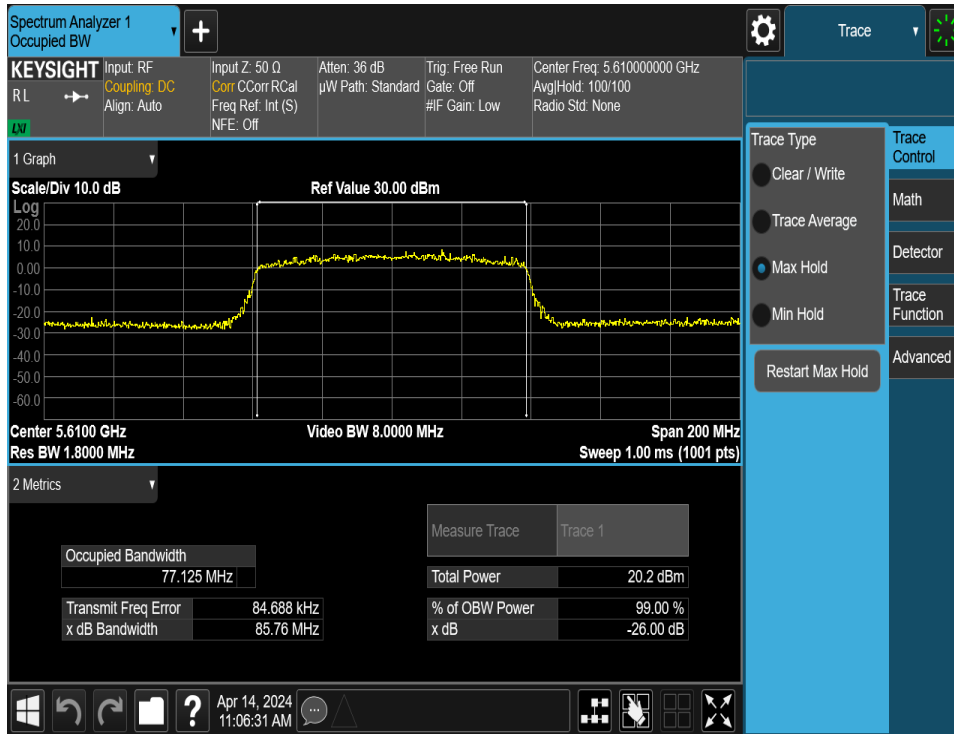 Spectrum Analyzer 1
Occupied BW
+
Trace
KEYSIGHT
R L
LXI
Input: RF
Coupling: DC
Align: Auto
Input Z: 50 Ω
Corr CCorr RCal
Freq Ref: Int (S)
NFE: Off
Atten: 36 dB
µW Path: Standard
Trig: Free Run
Gate: Off
#IF Gain: Low
Center Freq: 5.610000000 GHz
Avg|Hold: 100/100
Radio Std: None
1 Graph
Scale/Div 10.0 dB
Ref Value 30.00 dBm
Log
20.0
10.0
0.00
-10.0
-20.0
-30.0
-40.0
-50.0
-60.0
Center 5.6100 GHz
Video BW 8.0000 MHz
Span 200 MHz
Res BW 1.8000 MHz
Sweep 1.00 ms (1001 pts)
2 Metrics
Measure Trace
Trace 1
Occupied Bandwidth
77.125 MHz
Total Power
20.2 dBm
Transmit Freq Error
84.688 kHz
% of OBW Power
99.00 %
x dB Bandwidth
85.76 MHz
x dB
-26.00 dB
?
Apr 14, 2024
11:06:31 AM
Trace Type
Clear / Write
Trace Average
Max Hold
Min Hold
Restart Max Hold
Trace
Control
Math
Detector
Trace
Function
Advanced